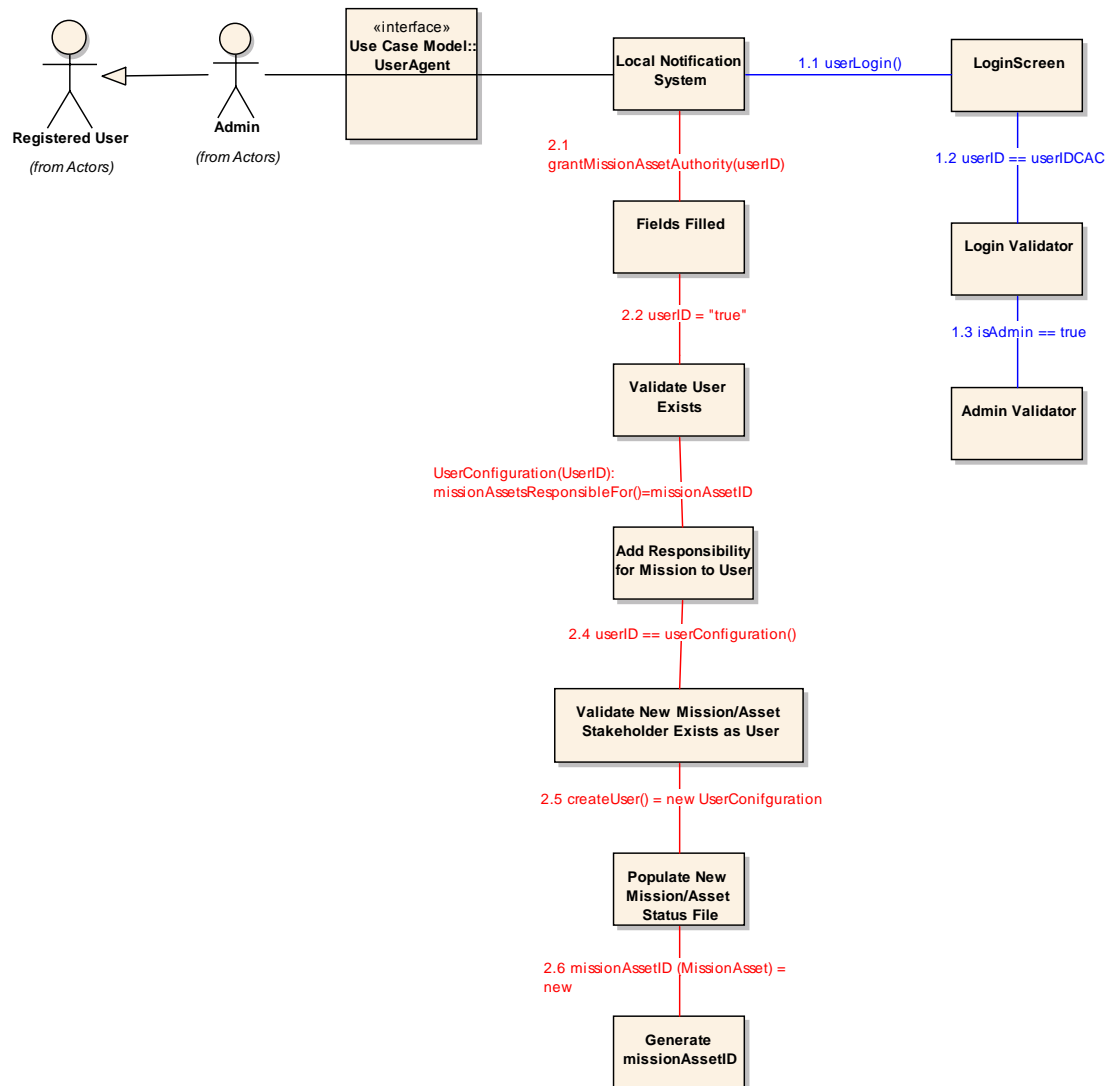 «interface»
Use Case Model::
UserAgent
Registered User
(from Actors)
Admin
(from Actors)
Local Notification
System
1.1 userLogin()
LoginScreen
1.2 userID == userIDCAC
Login Validator
1.3 isAdmin == true
Admin Validator
2.1
grantMissionAssetAuthority(userID)
Fields Filled
2.2 userID = "true"
Validate User
Exists
UserConfiguration(UserID):
missionAssetsResponsibleFor()=missionAssetID
Add Responsibility
for Mission to User
2.4 userID == userConfiguration()
Validate New Mission/Asset
Stakeholder Exists as User
2.5 createUser() = new UserConifguration
Populate New
Mission/Asset
Status File
2.6 missionAssetID (MissionAsset) =
new
Generate
missionAssetID